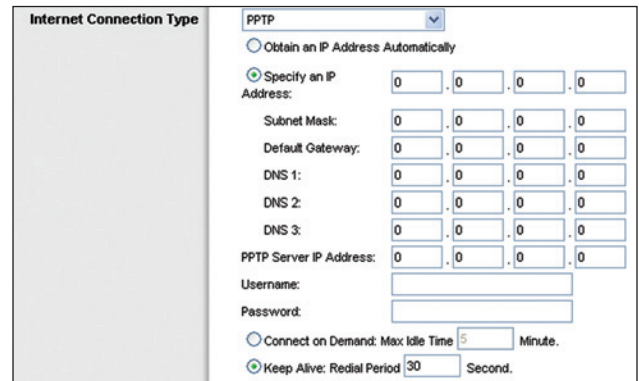 Internet Connection Type
PPTP
Obtain an IP Address Automatically
Specify an IP Address: 0 . 0 . 0 . 0
Subnet Mask: 0 . 0 . 0 . 0
Default Gateway: 0 . 0 . 0 . 0
DNS 1: 0 . 0 . 0 . 0
DNS 2: 0 . 0 . 0 . 0
DNS 3: 0 . 0 . 0 . 0
PPTP Server IP Address: 0 . 0 . 0 . 0
Username:
Password:
Connect on Demand: Max Idle Time 5 Minute.
Keep Alive: Redial Period 30 Second.